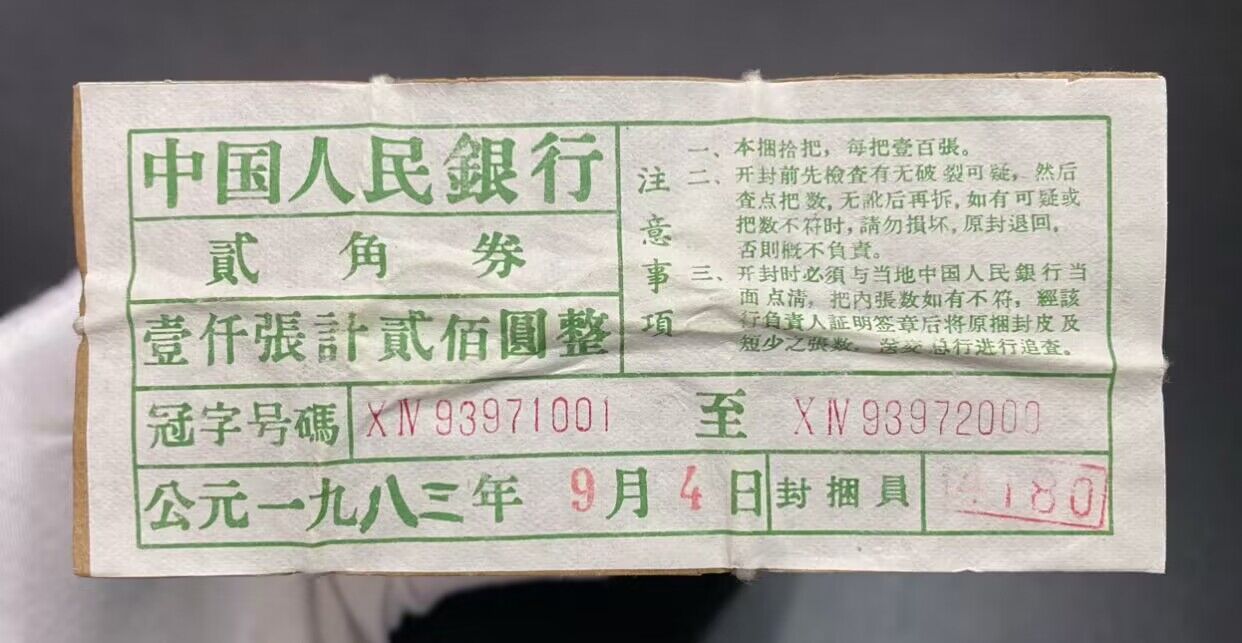 中国人民銀行
貳角券
壹仟張計貳佰圓整
注意事項
一、本捆拾把，每把壹百張。
二、开封前先檢查有无破裂可疑，然后
查点把数，无訛后再拆，如有可疑或
把数不符时，請勿損坏，原封退回，
否則概不負責。
三、开封时必須与当地中国人民銀行当
面点清，把內張数如有不符，經該
行負責人証明签章后将原捆封皮及
短少之張数，送交总行进行追查。
冠字号碼 XⅣ93971001 至 XⅣ93972000
公元一九八三年9月4日 封捆員